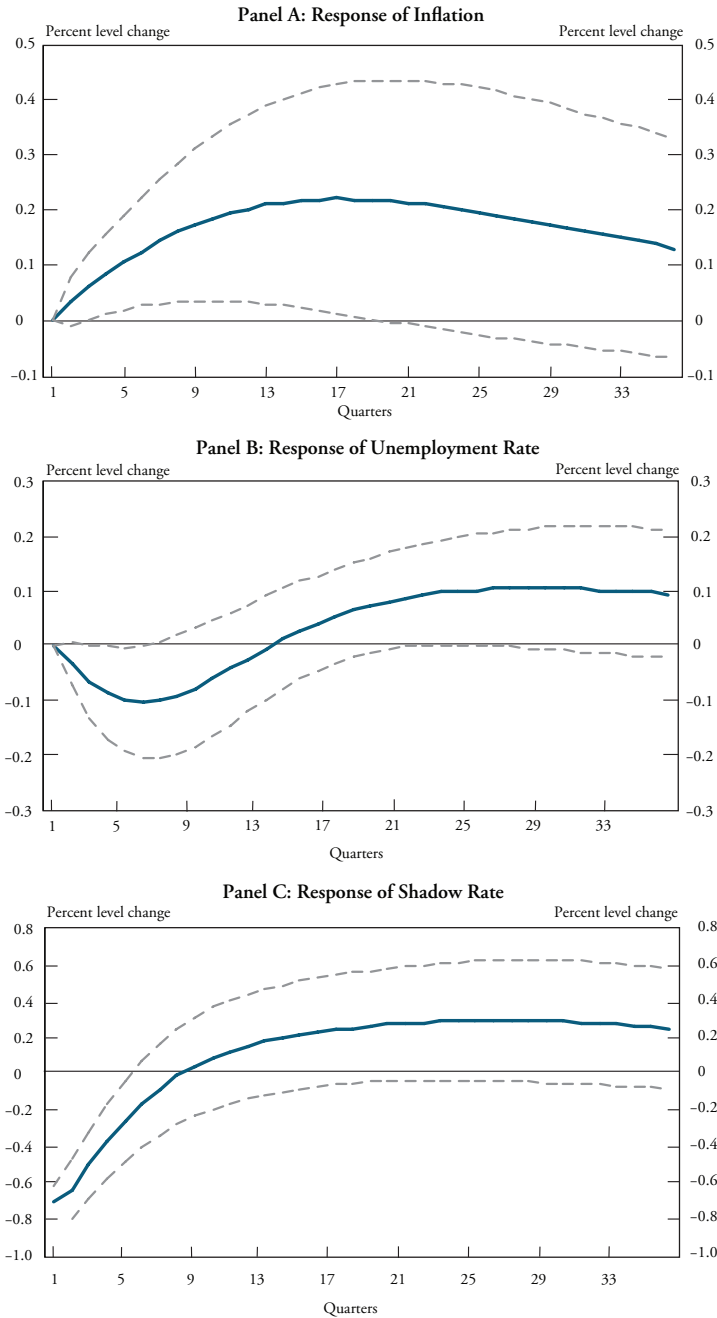 Panel A: Response of Inflation
Percent level change Percent level change
0.5 0.5
0.4 0.4
0.3 0.3
0.2 0.2
0.1 0.1
0 0
–0.1 –0.1
1 5 9 13 17 21 25 29 33
Quarters
Panel B: Response of Unemployment Rate
Percent level change Percent level change
0.3 0.3
0.2 0.2
0.1 0.1
0 0
–0.1 –0.1
–0.2 –0.2
–0.3 –0.3
1 5 9 13 17 21 25 29 33
Quarters
Panel C: Response of Shadow Rate
Percent level change Percent level change
0.8 0.8
0.6 0.6
0.4 0.4
0.2 0.2
0 0
–0.2 –0.2
–0.4 –0.4
–0.6 –0.6
–0.8 –0.8
–1.0 –1.0
1 5 9 13 17 21 25 29 33
Quarters